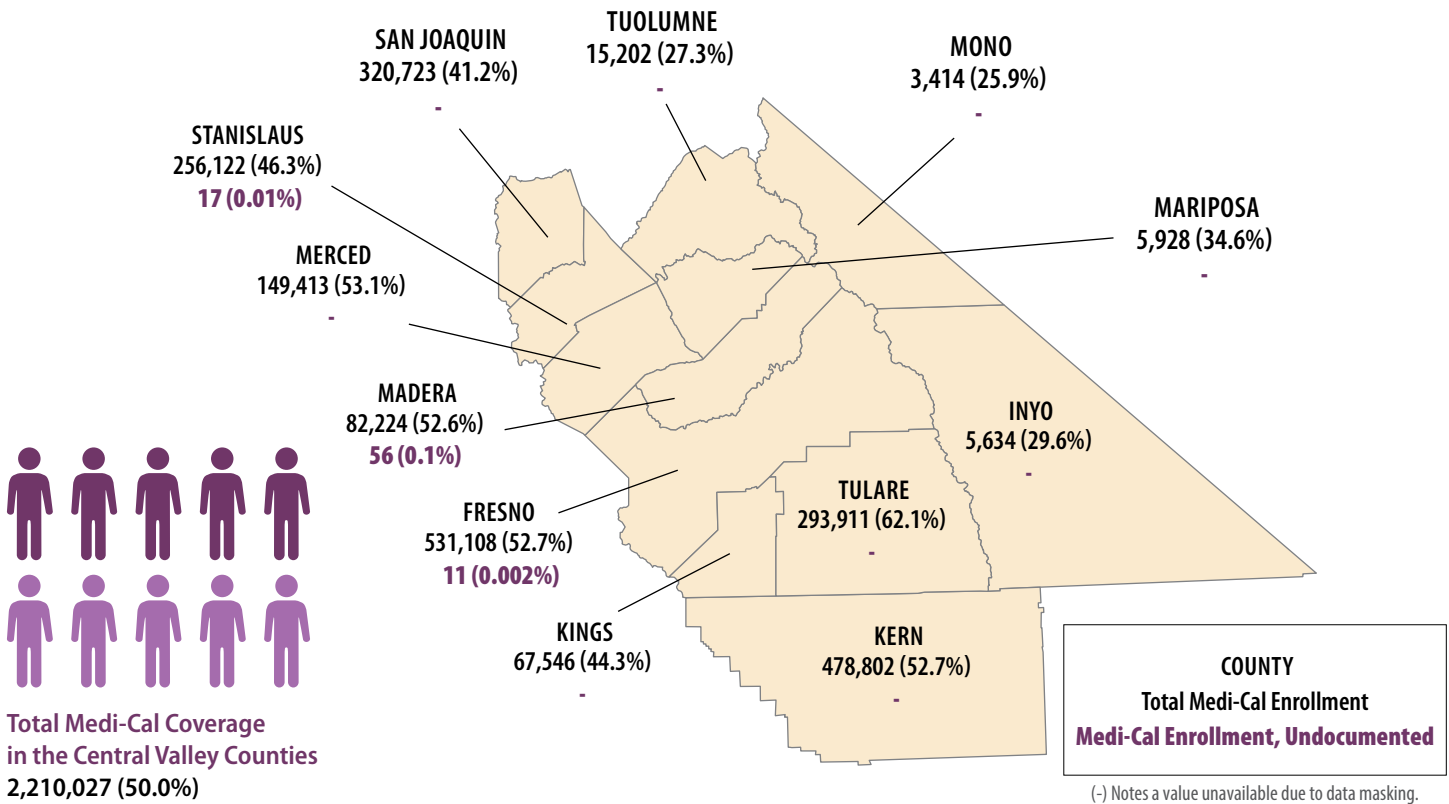 TUOLUMNE
15,202 (27.3%)
-
SAN JOAQUIN
320,723 (41.2%)
-
MONO
3,414 (25.9%)
-
STANISLAUS
256,122 (46.3%)
17 (0.01%)
MARIPOSA
5,928 (34.6%)
-
MERCED
149,413 (53.1%)
-
MADERA
82,224 (52.6%)
56 (0.1%)
INYO
5,634 (29.6%)
-
FRESNO
531,108 (52.7%)
11 (0.002%)
TULARE
293,911 (62.1%)
-
KINGS
67,546 (44.3%)
-
KERN
478,802 (52.7%)
-
Total Medi-Cal Coverage
in the Central Valley Counties
2,210,027 (50.0%)
COUNTY
Total Medi-Cal Enrollment
Medi-Cal Enrollment, Undocumented
(-) Notes a value unavailable due to data masking.